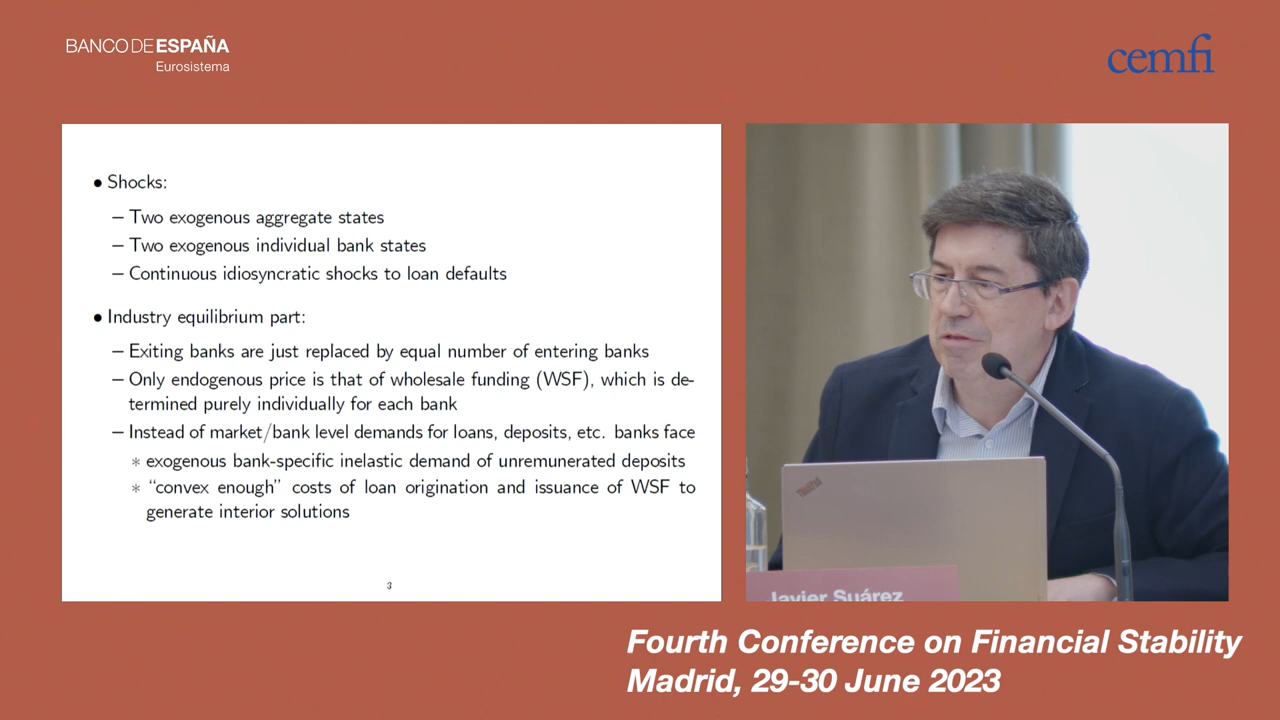 BANCO DE ESPAÑA
Eurosistema
cemfi
● Shocks:
– Two exogenous aggregate states
– Two exogenous individual bank states
– Continuous idiosyncratic shocks to loan defaults
● Industry equilibrium part:
– Exiting banks are just replaced by equal number of entering banks
– Only endogenous price is that of wholesale funding (WSF), which is de-
termined purely individually for each bank
– Instead of market/bank level demands for loans, deposits, etc. banks face
∗ exogenous bank-specific inelastic demand of unremunerated deposits
∗ “convex enough” costs of loan origination and issuance of WSF to
generate interior solutions
3
ThinkPad
Javier Suárez
Fourth Conference on Financial Stability
Madrid, 29-30 June 2023